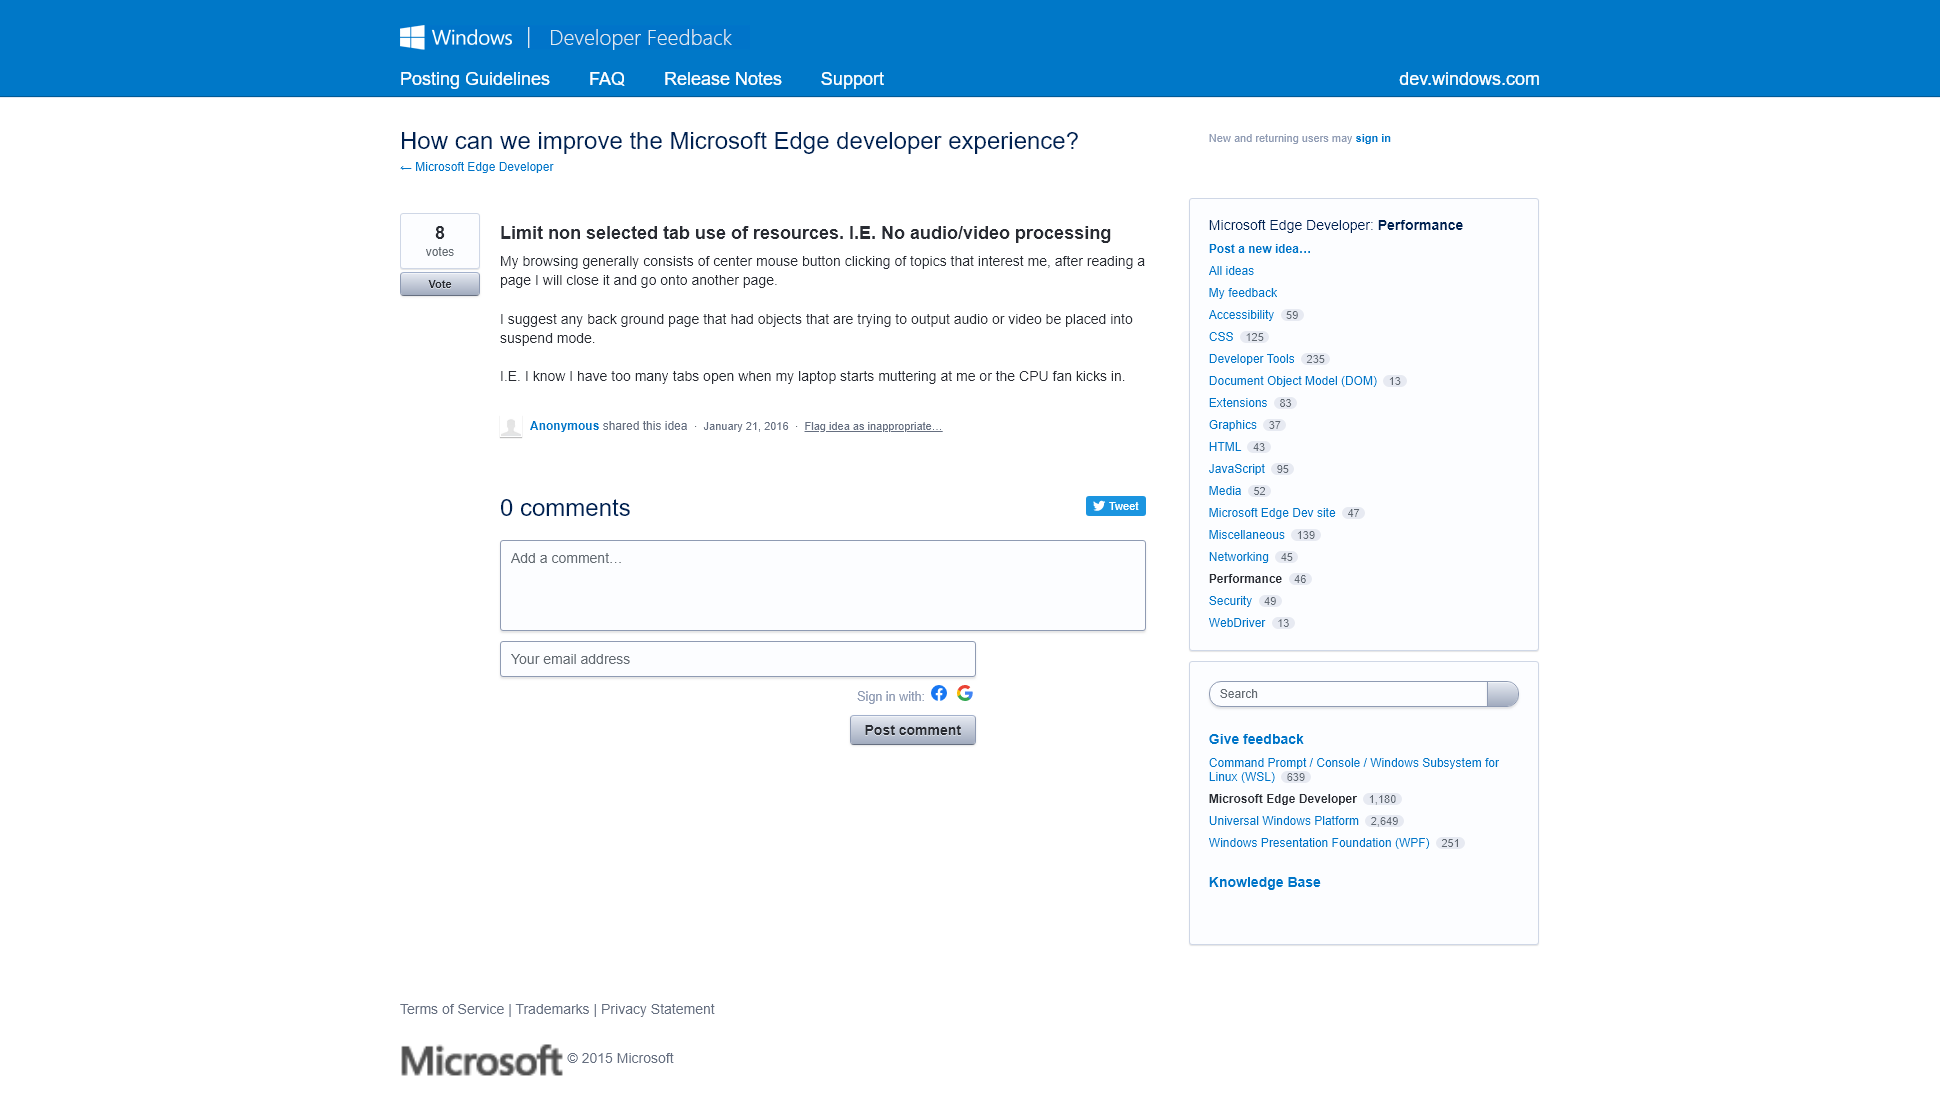 Windows | Developer Feedback
Posting Guidelines FAQ Release Notes Support dev.windows.com
How can we improve the Microsoft Edge developer experience?
← Microsoft Edge Developer
New and returning users may sign in
8
votes
Vote
Limit non selected tab use of resources. I.E. No audio/video processing
My browsing generally consists of center mouse button clicking of topics that interest me, after reading a
page I will close it and go onto another page.
I suggest any back ground page that had objects that are trying to output audio or video be placed into
suspend mode.
I.E. I know I have too many tabs open when my laptop starts muttering at me or the CPU fan kicks in.
Anonymous shared this idea · January 21, 2016 · Flag idea as inappropriate…
0 comments
Tweet
Add a comment…
Your email address
Sign in with:
Post comment
Microsoft Edge Developer: Performance
Post a new idea…
All ideas
My feedback
Accessibility 59
CSS 125
Developer Tools 235
Document Object Model (DOM) 13
Extensions 83
Graphics 37
HTML 43
JavaScript 95
Media 52
Microsoft Edge Dev site 47
Miscellaneous 139
Networking 45
Performance 46
Security 49
WebDriver 13
Search
Give feedback
Command Prompt / Console / Windows Subsystem for
Linux (WSL) 639
Microsoft Edge Developer 1,180
Universal Windows Platform 2,649
Windows Presentation Foundation (WPF) 251
Knowledge Base
Terms of Service | Trademarks | Privacy Statement
Microsoft © 2015 Microsoft